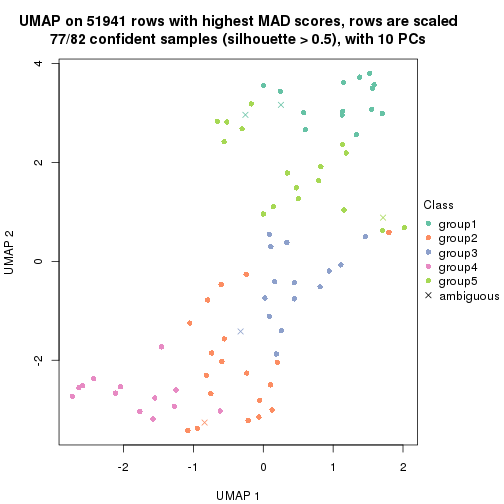 UMAP on 51941 rows with highest MAD scores, rows are scaled
77/82 confident samples (silhouette > 0.5), with 10 PCs
4
2
0
-2
UMAP 2
-2
-1
0
1
2
UMAP 1
Class
group1
group2
group3
group4
group5
ambiguous